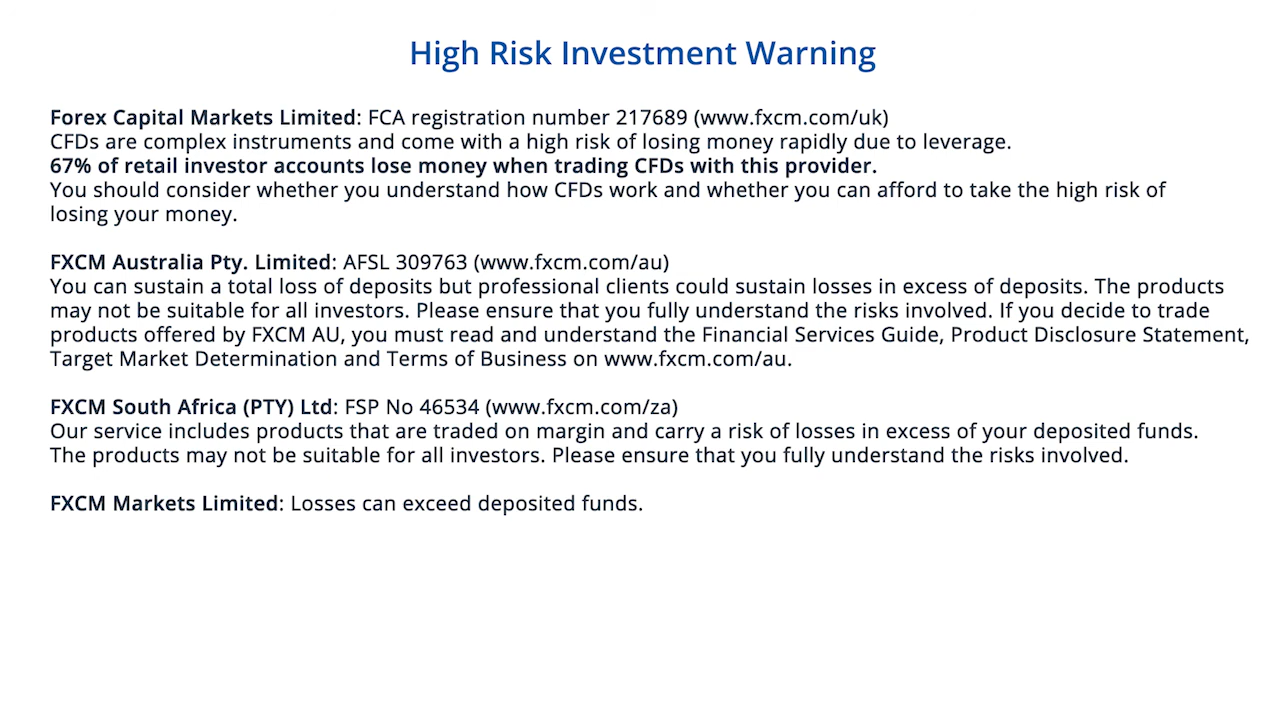 High Risk Investment Warning
Forex Capital Markets Limited: FCA registration number 217689 (www.fxcm.com/uk)
CFDs are complex instruments and come with a high risk of losing money rapidly due to leverage.
67% of retail investor accounts lose money when trading CFDs with this provider.
You should consider whether you understand how CFDs work and whether you can afford to take the high risk of
losing your money.
FXCM Australia Pty. Limited: AFSL 309763 (www.fxcm.com/au)
You can sustain a total loss of deposits but professional clients could sustain losses in excess of deposits. The products
may not be suitable for all investors. Please ensure that you fully understand the risks involved. If you decide to trade
products offered by FXCM AU, you must read and understand the Financial Services Guide, Product Disclosure Statement,
Target Market Determination and Terms of Business on www.fxcm.com/au.
FXCM South Africa (PTY) Ltd: FSP No 46534 (www.fxcm.com/za)
Our service includes products that are traded on margin and carry a risk of losses in excess of your deposited funds.
The products may not be suitable for all investors. Please ensure that you fully understand the risks involved.
FXCM Markets Limited: Losses can exceed deposited funds.